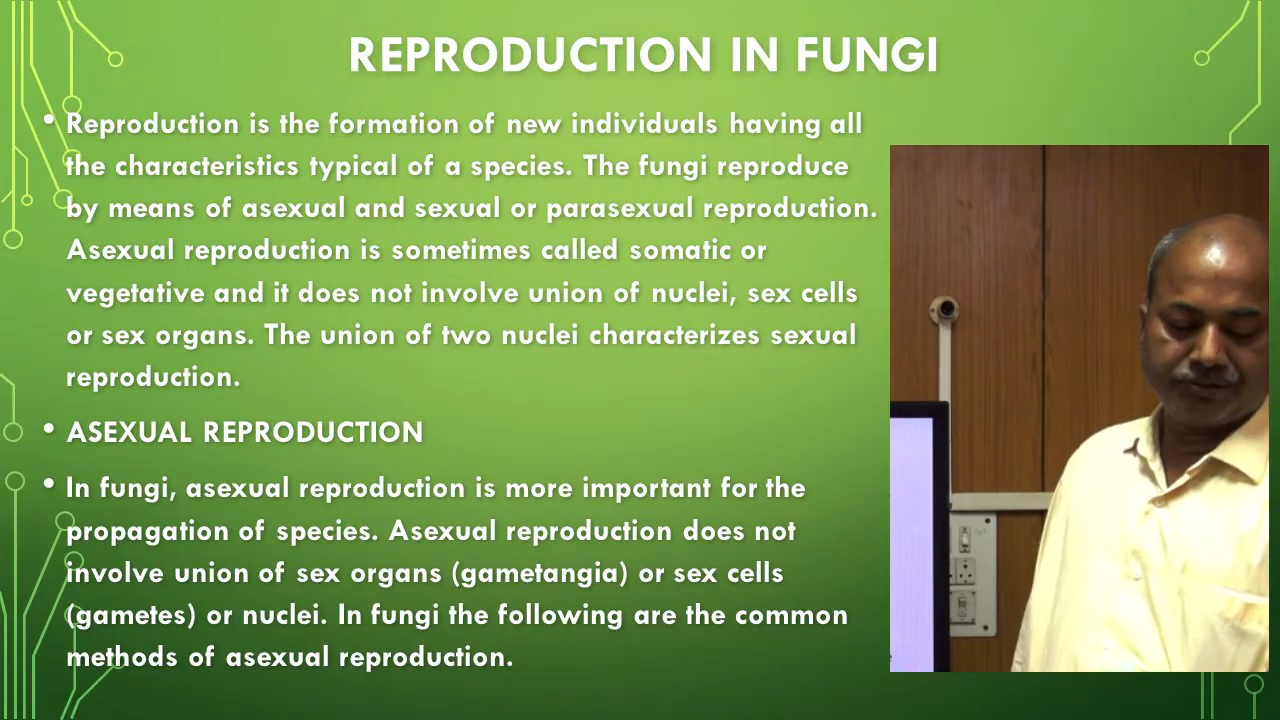 REPRODUCTION IN FUNGI
• Reproduction is the formation of new individuals having all
the characteristics typical of a species. The fungi reproduce
by means of asexual and sexual or parasexual reproduction.
Asexual reproduction is sometimes called somatic or
vegetative and it does not involve union of nuclei, sex cells
or sex organs. The union of two nuclei characterizes sexual
reproduction.
• ASEXUAL REPRODUCTION
• In fungi, asexual reproduction is more important for the
propagation of species. Asexual reproduction does not
involve union of sex organs (gametangia) or sex cells
(gametes) or nuclei. In fungi the following are the common
methods of asexual reproduction.